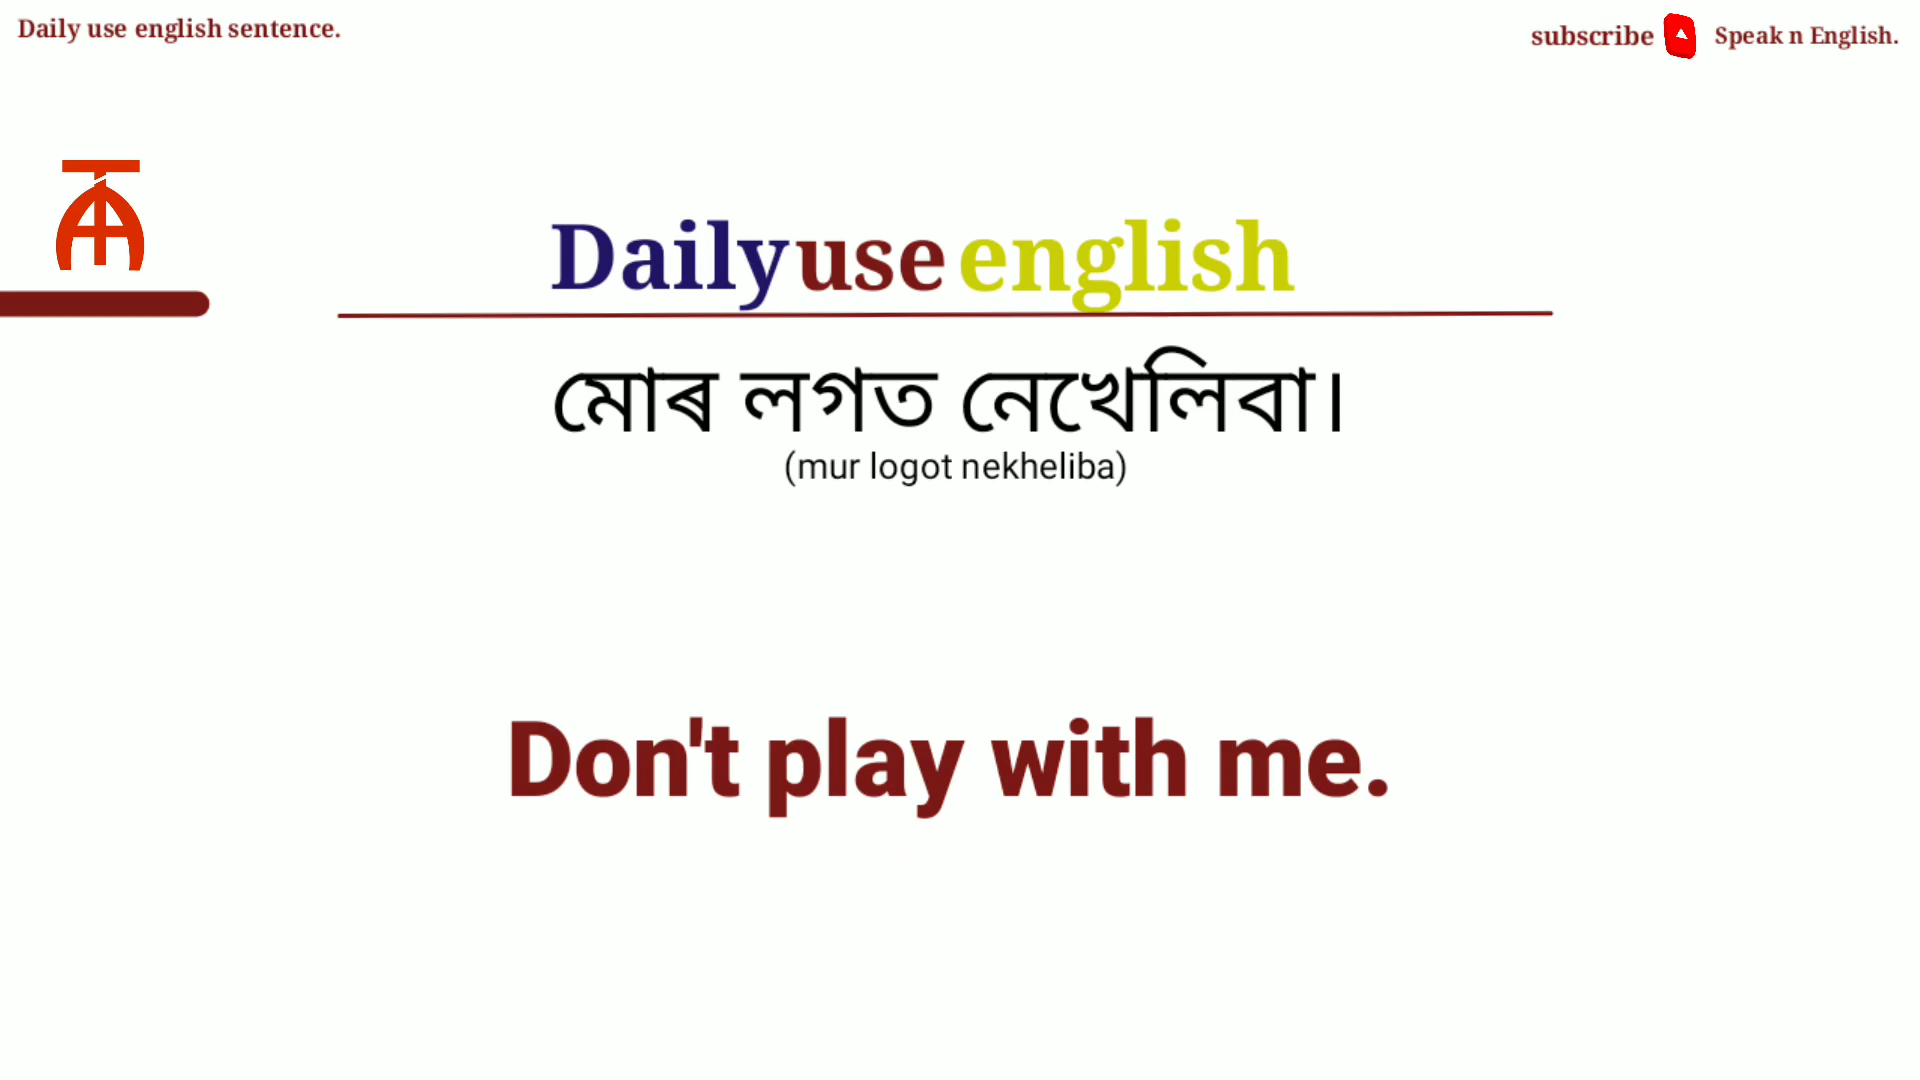 Daily use english sentence.
subscribe Speak n English.
Daily use english
মোৰ লগত নেখেলিবা।
(mur logot nekheliba)
Don't play with me.